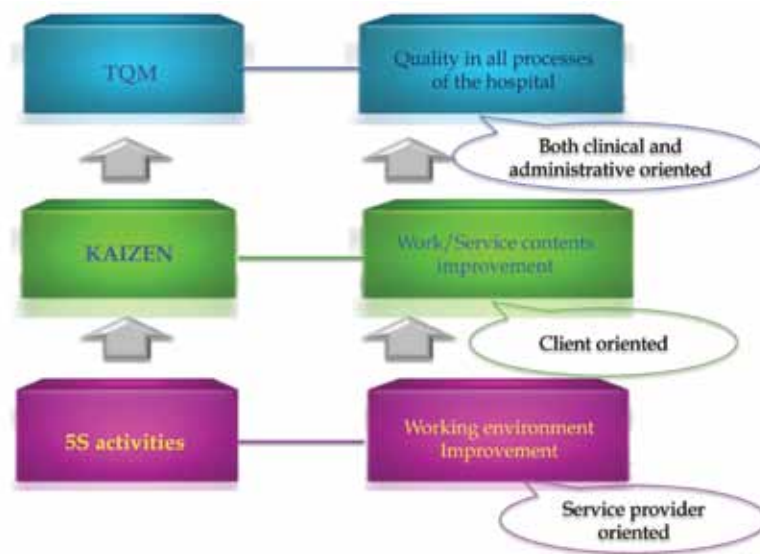 TQM
Quality in all processes
of the hospital
Both clinical and
administrative oriented
KAIZEN
Work/Service contents
improvement
Client oriented
5S activities
Working environment
Improvement
Service provider
oriented